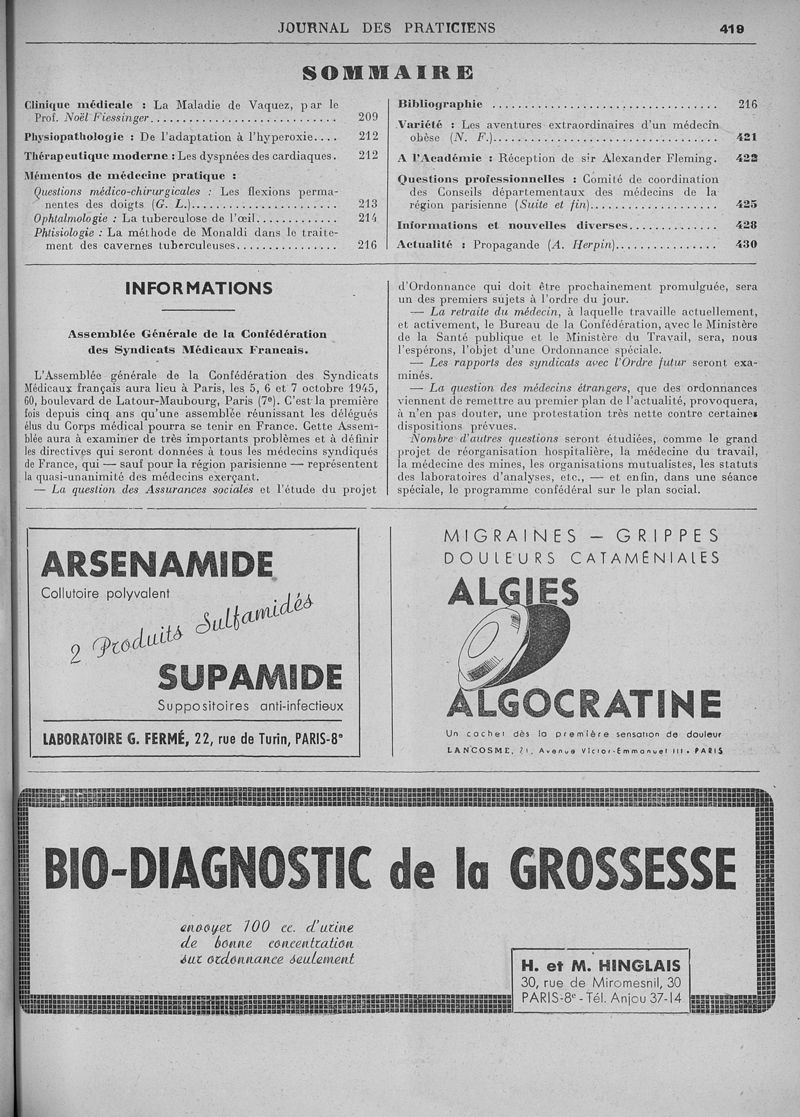 JOURNAL DES PRATICIENS 419
SOMMAIRE
Clinique médicale : La Maladie de Vaquez, par le
Prof. Noël Fiessinger............................ 209
Physiopathologie : De l'adaptation à l'hyperoxie.... 212
Thérapeutique moderne : Les dyspnées des cardiaques. 212
Mémentos de médecine pratique :
Questions médico-chirurgicales : Les flexions perma-
nentes des doigts (G. L.)...................... 213
Ophtalmologie : La tuberculose de l'œil............. 214
Phtisiologie : La méthode de Monaldi dans le traite-
ment des cavernes tuberculeuses................ 216
Bibliographie .................................. 216
Variété : Les aventures extraordinaires d'un médecin
obèse (N. F.).................................. 421
A l'Académie : Réception de sir Alexander Fleming. 422
Questions professionnelles : Comité de coordination
des Conseils départementaux des médecins de la
région parisienne (Suite et fin)................... 425
Informations et nouvelles diverses.............. 428
Actualité : Propagande (A. Herpin)................ 430
INFORMATIONS
Assemblée Générale de la Confédération
des Syndicats Médicaux Francais.
L'Assemblée générale de la Confédération des Syndicats
Médicaux français aura lieu à Paris, les 5, 6 et 7 octobre 1945,
60, boulevard de Latour-Maubourg, Paris (7e). C'est la première
fois depuis cinq ans qu'une assemblée réunissant les délégués
élus du Corps médical pourra se tenir en France. Cette Assem-
blée aura à examiner de très importants problèmes et à définir
les directives qui seront données à tous les médecins syndiqués
de France, qui — sauf pour la région parisienne — représentent
la quasi-unanimité des médecins exerçant.
— La question des Assurances sociales et l'étude du projet
d'Ordonnance qui doit être prochainement promulguée, sera
un des premiers sujets à l'ordre du jour.
— La retraite du médecin, à laquelle travaille actuellement,
et activement, le Bureau de la Confédération, avec le Ministère
de la Santé publique et le Ministère du Travail, sera, nous
l'espérons, l'objet d'une Ordonnance spéciale.
— Les rapports des syndicats avec l'Ordre futur seront exa-
minés.
— La question des médecins étrangers, que des ordonnances
viennent de remettre au premier plan de l'actualité, provoquera,
à n'en pas douter, une protestation très nette contre certaines
dispositions prévues.
Nombre d'autres questions seront étudiées, comme le grand
projet de réorganisation hospitalière, la médecine du travail,
la médecine des mines, les organisations mutualistes, les statuts
des laboratoires d'analyses, etc., — et enfin, dans une séance
spéciale, le programme confédéral sur le plan social.
ARSENAMIDE
Collutoire polyvalent
2 Produits Sulfamidés
SUPAMIDE
Suppositoires anti-infectieux
LABORATOIRE G. FERMÉ, 22, rue de Turin, PARIS-8e
MIGRAINES — GRIPPES
DOULEURS CATAMÉNIALES
ALGIES
ALGOCRATINE
Un cachet dès la première sensation de douleur
LANCOSME, 71, Avenue Victor-Emmanuel III - PARIS
BIO-DIAGNOSTIC de la GROSSESSE
envoyer 100 cc. d'urine
de bonne concentration
sur ordonnance seulement
H. et M. HINGLAIS
30, rue de Miromesnil, 30
PARIS-8e - Tél. Anjou 37-14